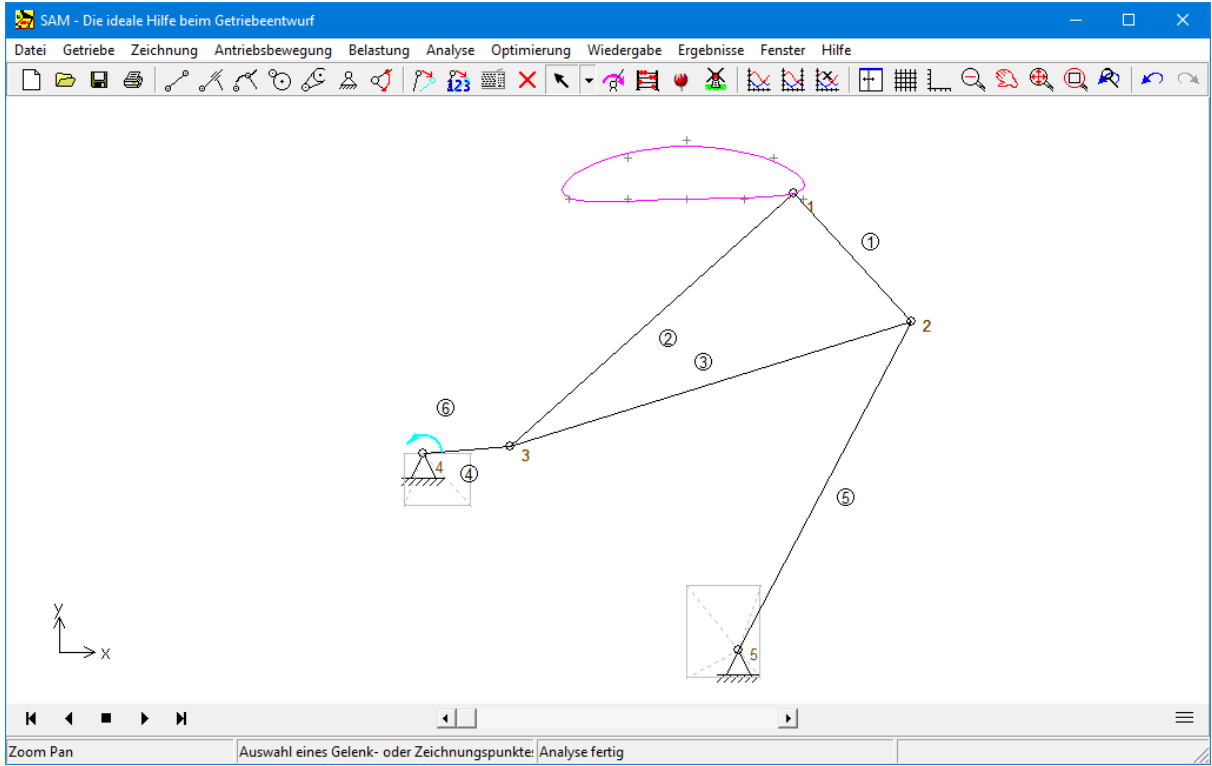 SAM - Die ideale Hilfe beim Getriebeentwurf
Datei Getriebe Zeichnung Antriebsbewegung Belastung Analyse Optimierung Wiedergabe Ergebnisse Fenster Hilfe
123
1
1
2
2
3
6
3
4
4
5
5
y
x
Zoom Pan Auswahl eines Gelenk- oder Zeichnungspunkte: Analyse fertig